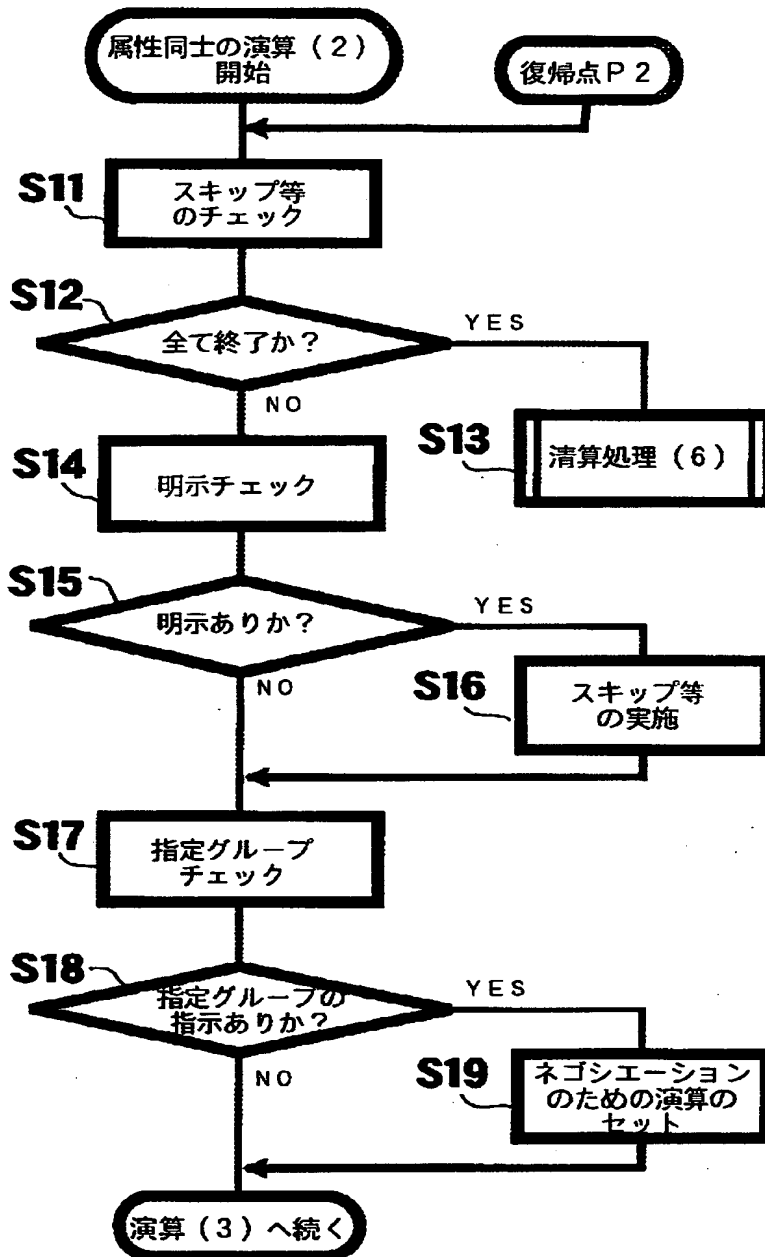 属性同士の演算(2)
開始
復帰点P2
S11
スキップ等
のチェック
S12
全て終了か?
YES
NO
S13
清算処理(6)
S14
明示チェック
S15
明示ありか?
YES
NO
S16
スキップ等
の実施
S17
指定グループ
チェック
S18
指定グループの
指示ありか?
YES
NO
S19
ネゴシエーション
のための演算の
セット
演算(3)へ続く